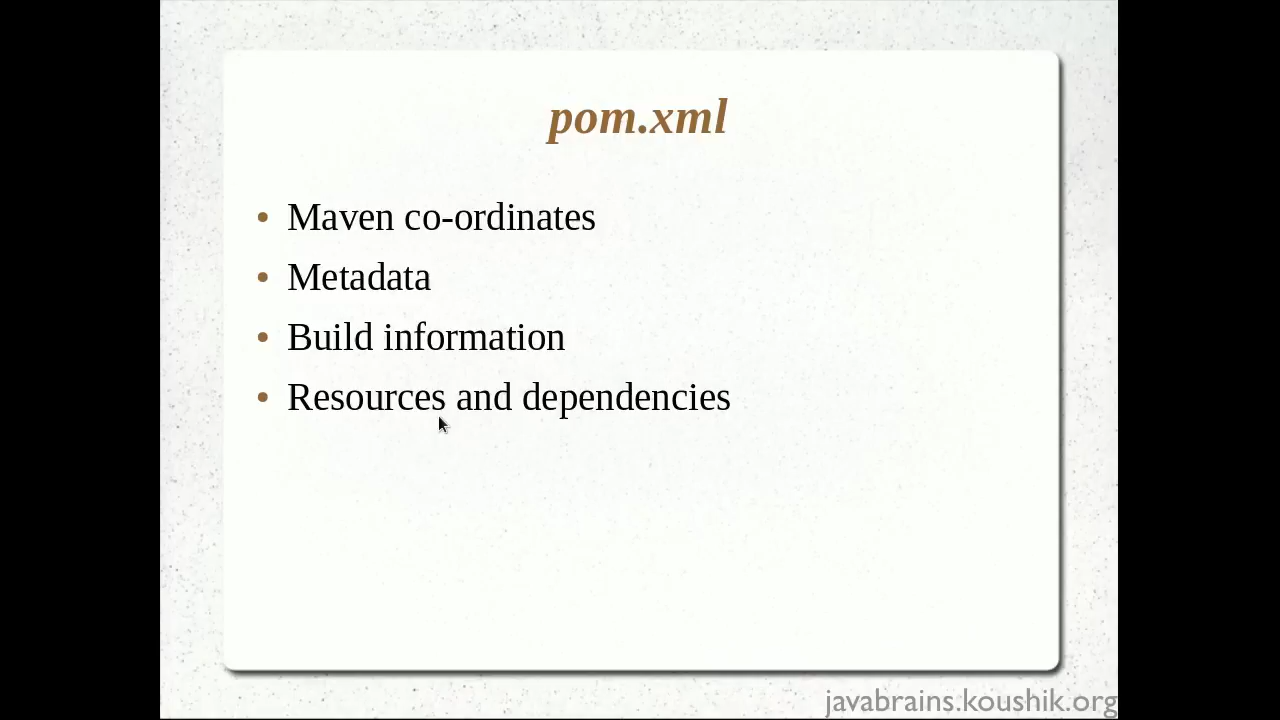 pom.xml
• Maven co-ordinates
• Metadata
• Build information
• Resources and dependencies
javabrains.koushik.org